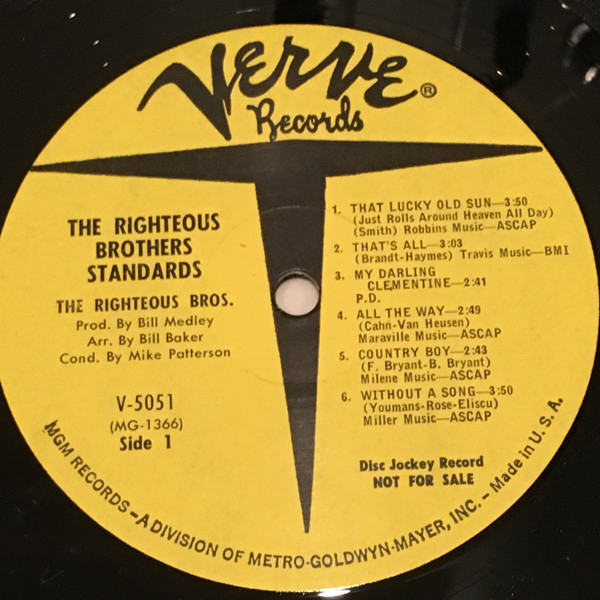 Verve ®
Records
THE RIGHTEOUS
BROTHERS
STANDARDS
THE RIGHTEOUS BROS.
Prod. By Bill Medley
Arr. By Bill Baker
Cond. By Mike Patterson
V-5051
(MG-1366)
Side 1
1. THAT LUCKY OLD SUN—3:50
(Just Rolls Around Heaven All Day)
(Smith) Robbins Music—ASCAP
2. THAT'S ALL—3:03
(Brandt-Haymes) Travis Music—BMI
3. MY DARLING
CLEMENTINE—2:41
P.D.
4. ALL THE WAY—2:49
(Cahn-Van Heusen)
Maraville Music—ASCAP
5. COUNTRY BOY—2:43
(F. Bryant-B. Bryant)
Milene Music—ASCAP
6. WITHOUT A SONG—3:50
(Youmans-Rose-Eliscu)
Miller Music—ASCAP
Disc Jockey Record
NOT FOR SALE
MGM RECORDS – A DIVISION OF METRO-GOLDWYN-MAYER, INC. – Made in U. S. A.